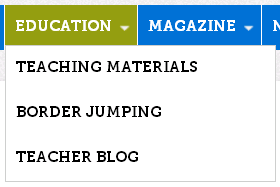 EDUCATION MAGAZINE
TEACHING MATERIALS
BORDER JUMPING
TEACHER BLOG